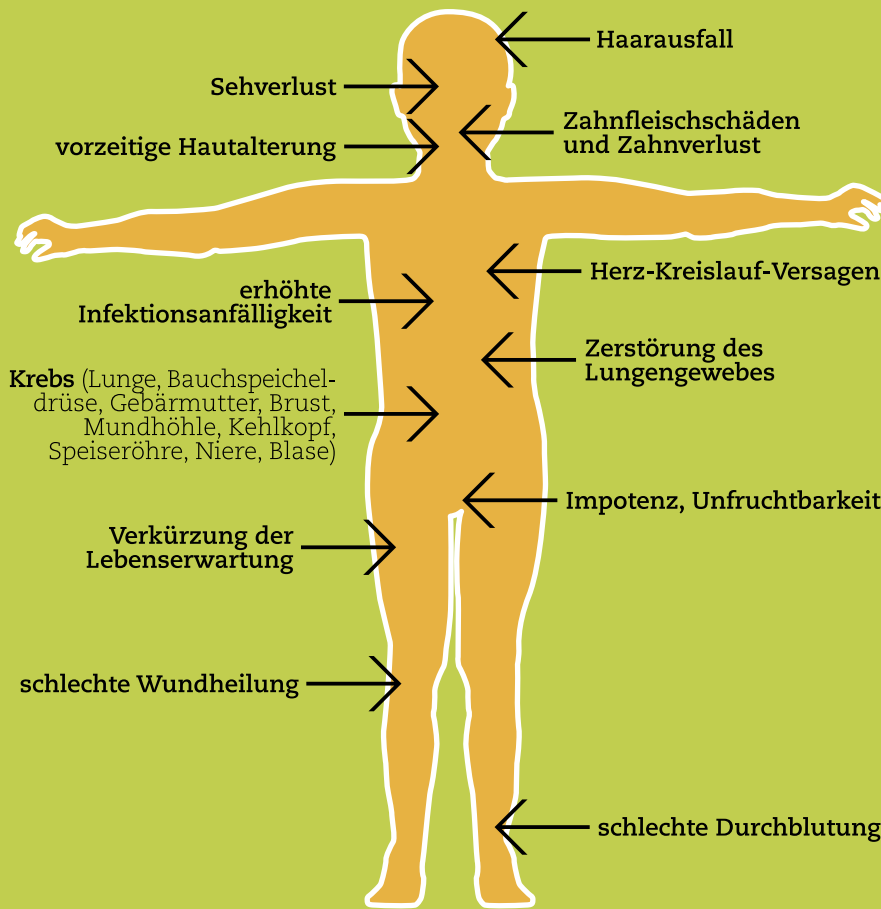 Haarausfall
Sehverlust
Zahnfleischschäden
und Zahnverlust
vorzeitige Hautalterung
Herz-Kreislauf-Versagen
erhöhte
Infektionsanfälligkeit
Zerstörung des
Lungengewebes
Krebs (Lunge, Bauchspeichel-
drüse, Gebärmutter, Brust,
Mundhöhle, Kehlkopf,
Speiseröhre, Niere, Blase)
Impotenz, Unfruchtbarkeit
Verkürzung der
Lebenserwartung
schlechte Wundheilung
schlechte Durchblutung